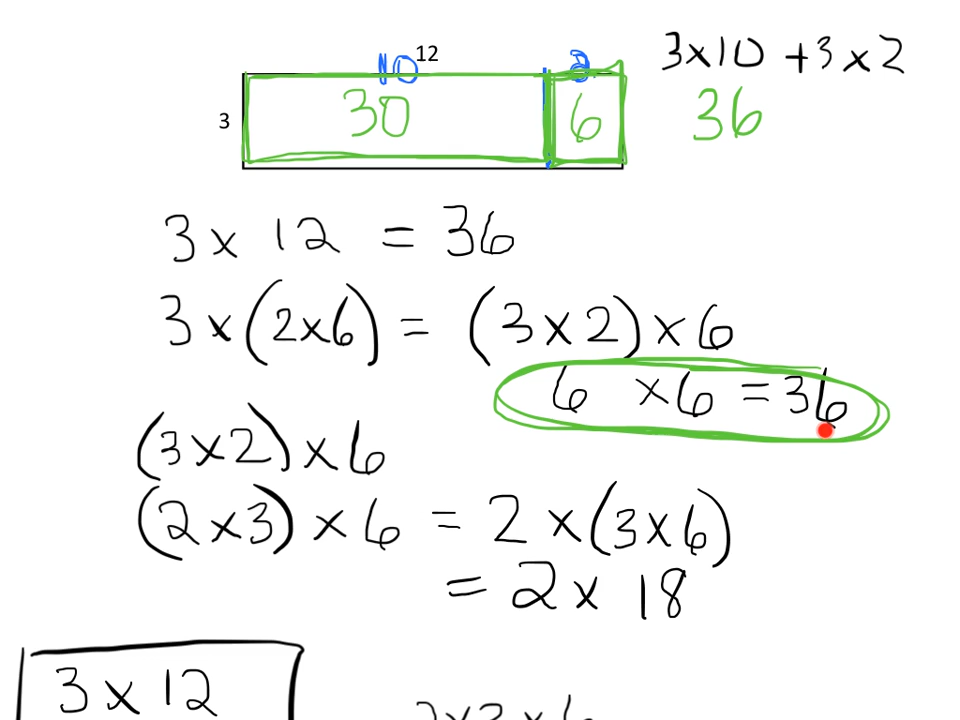 10 12 2
3 30 6
3x10 + 3x2
36
3 x 12 = 36
3 x (2x6) = (3x2) x 6
6 x 6 = 36
(3x2) x 6
(2x3) x 6 = 2 x (3x6)
= 2 x 18
3 x 12